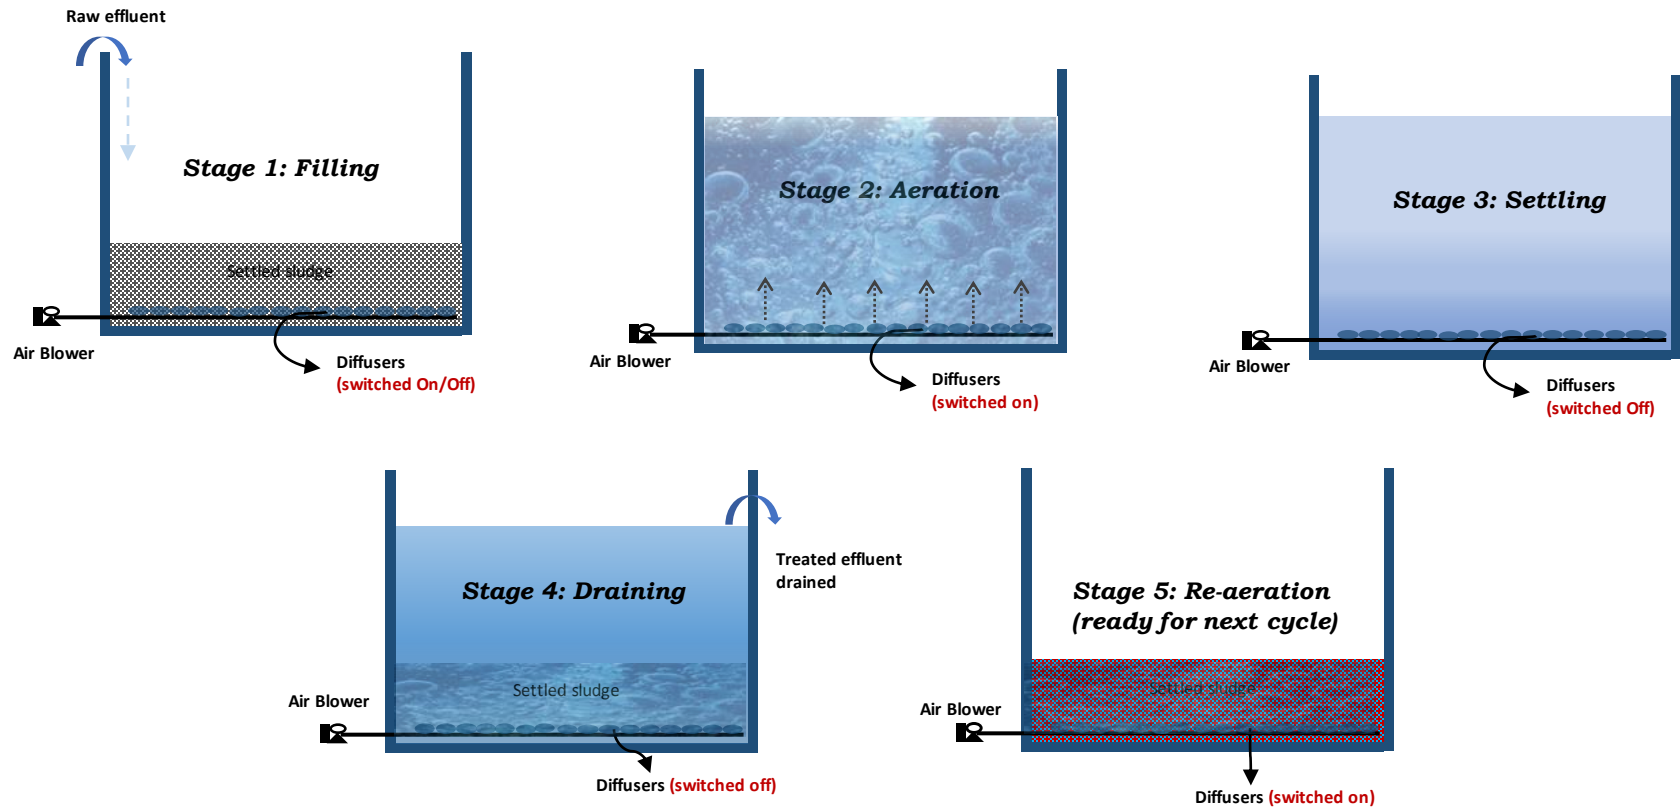 Raw effluent
Stage 1: Filling
Settled sludge
Air Blower
Diffusers
(switched On/Off)
Stage 2: Aeration
Air Blower
Diffusers
(switched on)
Stage 3: Settling
Air Blower
Diffusers
(switched Off)
Stage 4: Draining
Treated effluent
drained
Settled sludge
Air Blower
Diffusers (switched off)
Stage 5: Re-aeration
(ready for next cycle)
Settled sludge
Air Blower
Diffusers (switched on)